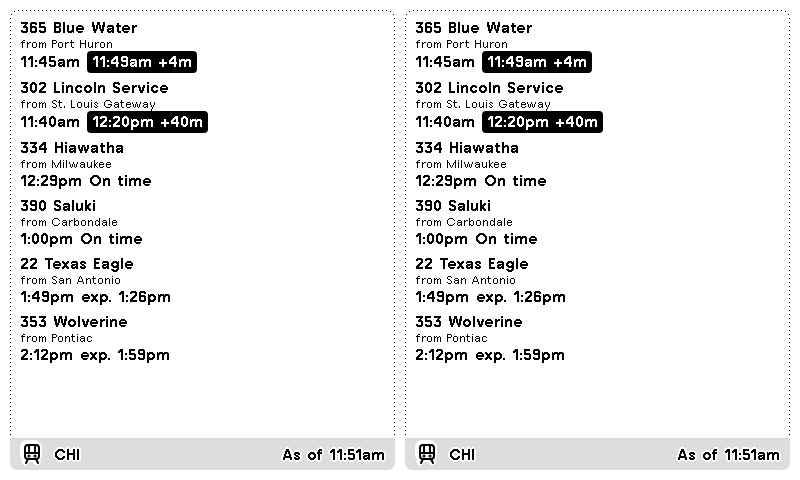 365 Blue Water
from Port Huron
11:45am 11:49am +4m
302 Lincoln Service
from St. Louis Gateway
11:40am 12:20pm +40m
334 Hiawatha
from Milwaukee
12:29pm On time
390 Saluki
from Carbondale
1:00pm On time
22 Texas Eagle
from San Antonio
1:49pm exp. 1:26pm
353 Wolverine
from Pontiac
2:12pm exp. 1:59pm
CHI As of 11:51am
365 Blue Water
from Port Huron
11:45am 11:49am +4m
302 Lincoln Service
from St. Louis Gateway
11:40am 12:20pm +40m
334 Hiawatha
from Milwaukee
12:29pm On time
390 Saluki
from Carbondale
1:00pm On time
22 Texas Eagle
from San Antonio
1:49pm exp. 1:26pm
353 Wolverine
from Pontiac
2:12pm exp. 1:59pm
CHI As of 11:51am